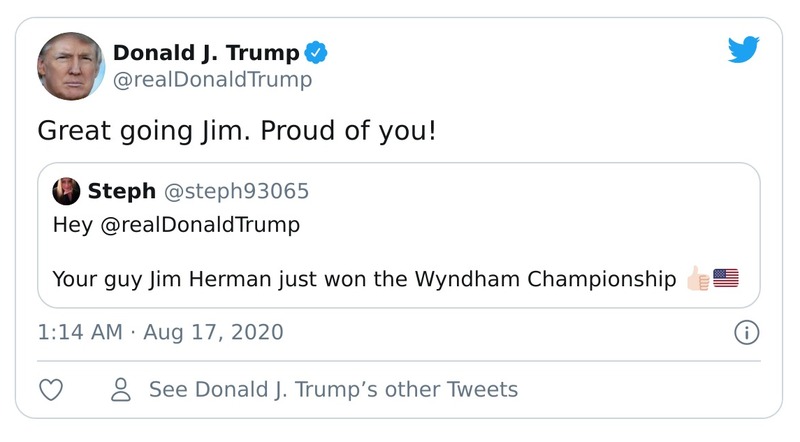 Donald J. Trump
@realDonaldTrump
Great going Jim. Proud of you!
Steph @steph93065
Hey @realDonaldTrump
Your guy Jim Herman just won the Wyndham Championship 👍🏻🇺🇸
1:14 AM · Aug 17, 2020
See Donald J. Trump’s other Tweets